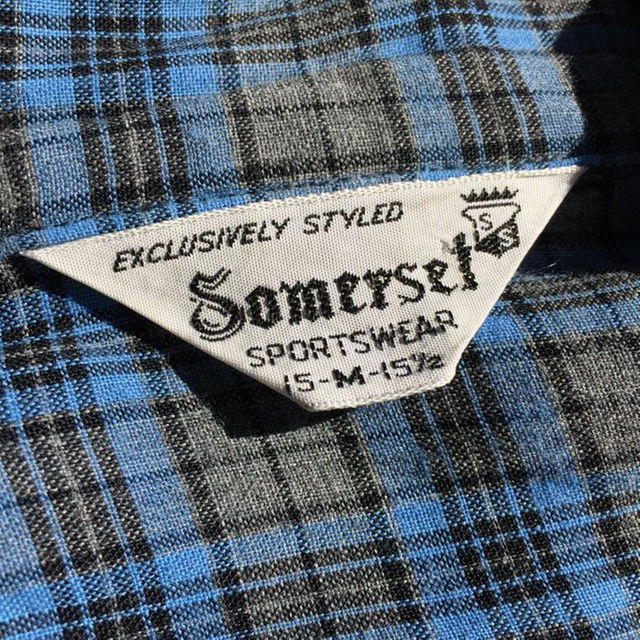 EXCLUSIVELY STYLED
S
S
Somerset
SPORTSWEAR
15-M-15½